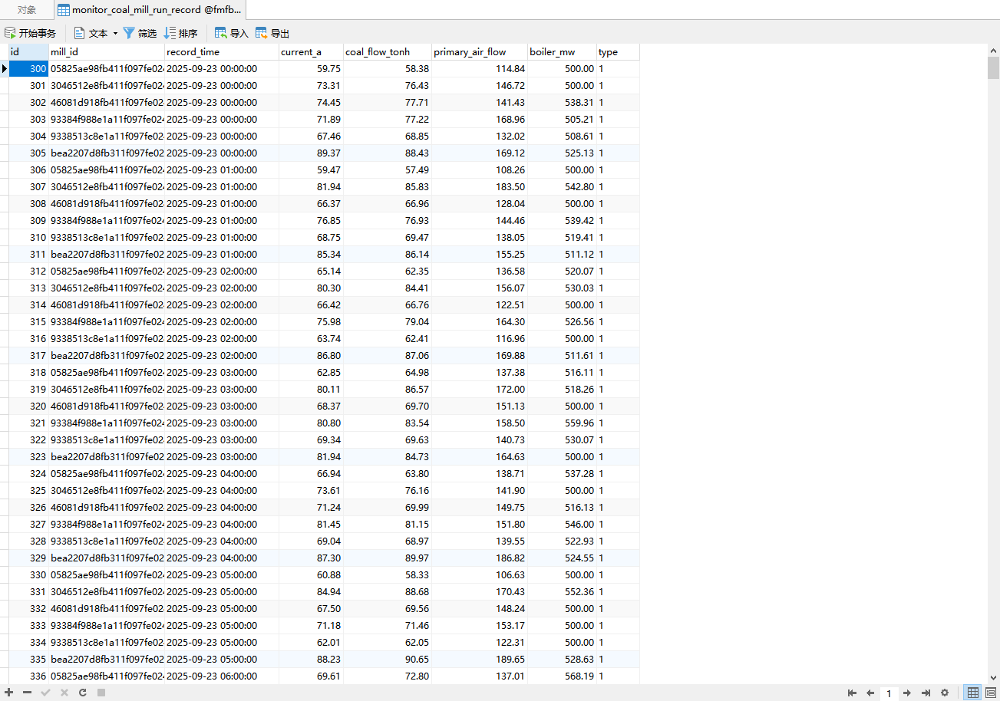 对象 monitor_coal_mill_run_record @fmfb...
开始事务 文本 筛选 排序 导入 导出
id mill_id record_time current_a coal_flow_tonh primary_air_flow boiler_mw type
300 05825ae98fb411f097fe024 2025-09-23 00:00:00 59.75 58.38 114.84 500.00 1
301 3046512e8fb411f097fe024 2025-09-23 00:00:00 73.31 76.43 146.72 500.00 1
302 46081d918fb411f097fe024 2025-09-23 00:00:00 74.45 77.71 141.43 538.31 1
303 93384f988e1a11f097fe024 2025-09-23 00:00:00 71.89 77.22 168.96 505.21 1
304 9338513c8e1a11f097fe024 2025-09-23 00:00:00 67.46 68.85 132.02 508.61 1
305 bea2207d8fb311f097fe02 2025-09-23 00:00:00 89.37 88.43 169.12 525.13 1
306 05825ae98fb411f097fe024 2025-09-23 01:00:00 59.47 57.49 108.26 500.00 1
307 3046512e8fb411f097fe024 2025-09-23 01:00:00 81.94 85.83 183.50 542.80 1
308 46081d918fb411f097fe024 2025-09-23 01:00:00 66.37 66.96 128.04 500.00 1
309 93384f988e1a11f097fe024 2025-09-23 01:00:00 76.85 76.93 144.46 539.42 1
310 9338513c8e1a11f097fe024 2025-09-23 01:00:00 68.75 69.47 138.05 519.41 1
311 bea2207d8fb311f097fe02 2025-09-23 01:00:00 85.34 86.14 155.25 511.12 1
312 05825ae98fb411f097fe024 2025-09-23 02:00:00 65.14 62.35 136.58 520.07 1
313 3046512e8fb411f097fe024 2025-09-23 02:00:00 80.30 84.41 156.07 530.03 1
314 46081d918fb411f097fe024 2025-09-23 02:00:00 66.42 66.76 122.51 500.00 1
315 93384f988e1a11f097fe024 2025-09-23 02:00:00 75.98 79.04 164.30 526.56 1
316 9338513c8e1a11f097fe024 2025-09-23 02:00:00 63.74 62.41 116.96 500.00 1
317 bea2207d8fb311f097fe02 2025-09-23 02:00:00 86.80 87.06 169.88 511.61 1
318 05825ae98fb411f097fe024 2025-09-23 03:00:00 62.85 64.98 137.38 516.11 1
319 3046512e8fb411f097fe024 2025-09-23 03:00:00 80.11 86.57 172.00 518.26 1
320 46081d918fb411f097fe024 2025-09-23 03:00:00 68.37 69.70 151.13 500.00 1
321 93384f988e1a11f097fe024 2025-09-23 03:00:00 80.80 83.54 158.50 559.96 1
322 9338513c8e1a11f097fe024 2025-09-23 03:00:00 69.34 69.63 140.73 530.07 1
323 bea2207d8fb311f097fe02 2025-09-23 03:00:00 81.94 84.73 164.63 500.00 1
324 05825ae98fb411f097fe024 2025-09-23 04:00:00 66.94 63.80 138.71 537.28 1
325 3046512e8fb411f097fe024 2025-09-23 04:00:00 73.61 76.16 141.90 500.00 1
326 46081d918fb411f097fe024 2025-09-23 04:00:00 71.24 69.99 149.75 516.13 1
327 93384f988e1a11f097fe024 2025-09-23 04:00:00 81.45 81.15 151.80 546.00 1
328 9338513c8e1a11f097fe024 2025-09-23 04:00:00 69.04 68.97 139.55 522.93 1
329 bea2207d8fb311f097fe02 2025-09-23 04:00:00 87.30 89.97 186.82 524.55 1
330 05825ae98fb411f097fe024 2025-09-23 05:00:00 60.88 58.33 106.63 500.00 1
331 3046512e8fb411f097fe024 2025-09-23 05:00:00 84.94 88.68 170.43 552.36 1
332 46081d918fb411f097fe024 2025-09-23 05:00:00 67.50 69.56 148.24 500.00 1
333 93384f988e1a11f097fe024 2025-09-23 05:00:00 71.18 71.46 153.17 500.00 1
334 9338513c8e1a11f097fe024 2025-09-23 05:00:00 62.01 62.05 122.31 500.00 1
335 bea2207d8fb311f097fe02 2025-09-23 05:00:00 88.23 90.65 189.65 528.63 1
336 05825ae98fb411f097fe024 2025-09-23 06:00:00 69.61 72.80 137.01 568.19 1
1